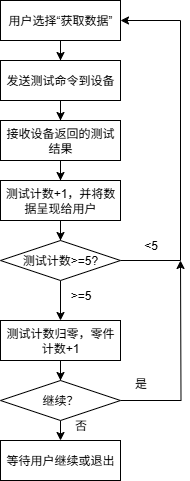 用户选择“获取数据”
发送测试命令到设备
接收设备返回的测试
结果
测试计数+1，并将数
据呈现给用户
测试计数>=5?
<5
>=5
测试计数归零，零件
计数+1
继续？
是
否
等待用户继续或退出